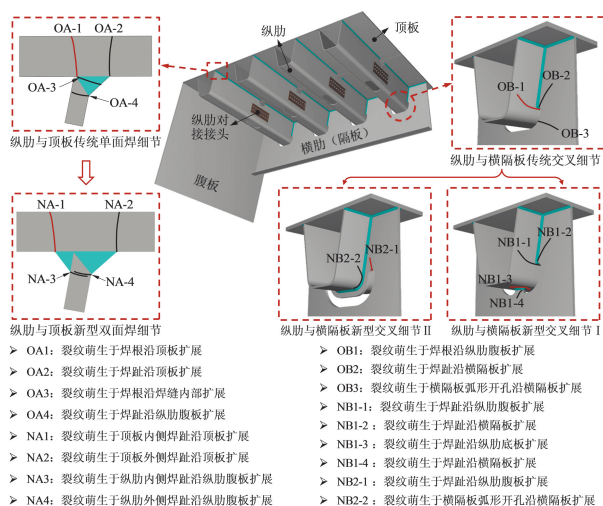 OA-1
OA-2
OA-3
OA-4
纵肋与顶板传统单面焊细节
纵肋
顶板
纵肋对
接接头
横肋（隔板）
腹板
OB-1
OB-2
OB-3
纵肋与横隔板传统交叉细节
NA-1
NA-2
NA-3
NA-4
纵肋与顶板新型双面焊细节
NB2-1
NB2-2
纵肋与横隔板新型交叉细节Ⅱ
NB1-1
NB1-2
NB1-3
NB1-4
纵肋与横隔板新型交叉细节Ⅰ
➢ OA1：裂纹萌生于焊根沿顶板扩展
➢ OA2：裂纹萌生于焊趾沿顶板扩展
➢ OA3：裂纹萌生于焊根沿焊缝内部扩展
➢ OA4：裂纹萌生于焊趾沿纵肋腹板扩展
➢ NA1：裂纹萌生于顶板内侧焊趾沿顶板扩展
➢ NA2：裂纹萌生于顶板外侧焊趾沿顶板扩展
➢ NA3：裂纹萌生于纵肋内侧焊趾沿纵肋腹板扩展
➢ NA4：裂纹萌生于纵肋外侧焊趾沿纵肋腹板扩展
➢ OB1：裂纹萌生于焊根沿纵肋腹板扩展
➢ OB2：裂纹萌生于焊趾沿横隔板扩展
➢ OB3：裂纹萌生于横隔板弧形开孔沿横隔板扩展
➢ NB1-1：裂纹萌生于焊趾沿纵肋腹板扩展
➢ NB1-2：裂纹萌生于焊趾沿横隔板扩展
➢ NB1-3：裂纹萌生于焊趾沿纵肋底板扩展
➢ NB1-4：裂纹萌生于焊趾沿横隔板扩展
➢ NB2-1：裂纹萌生于焊趾沿纵肋腹板扩展
➢ NB2-2：裂纹萌生于横隔板弧形开孔沿横隔板扩展